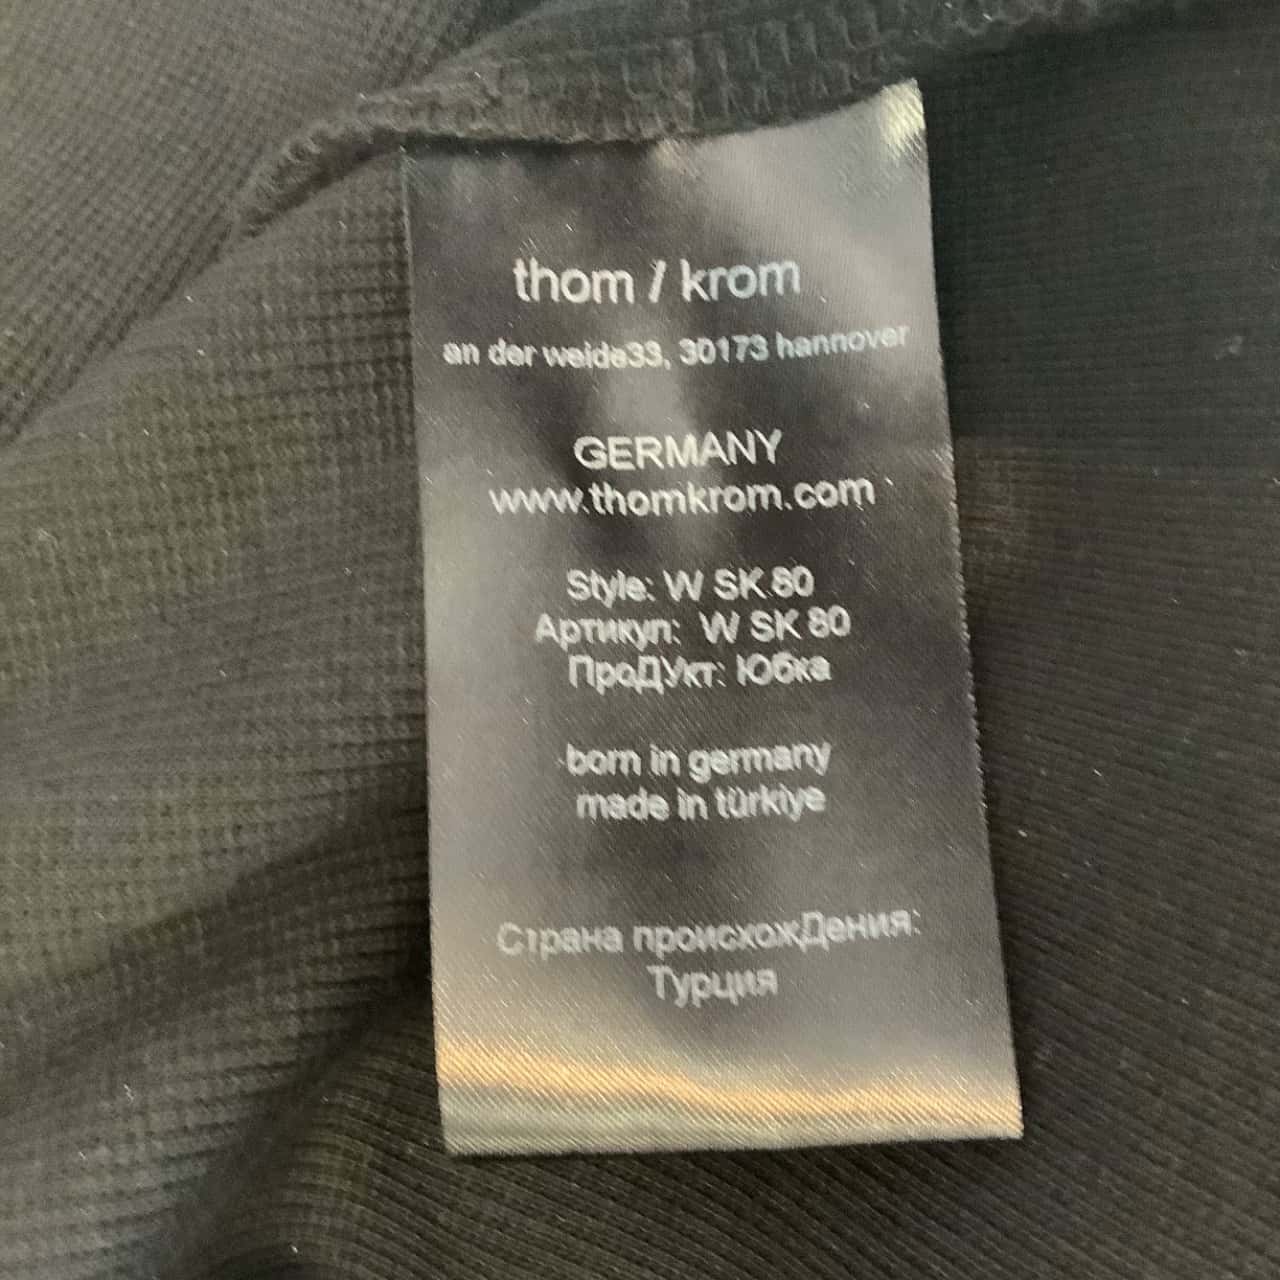 thom / krom
an der weide33, 30173 hannover
GERMANY
www.thomkrom.com
Style: W SK 80
Артикул: W SK 80
ПроДУкт: Юбка
born in germany
made in türkiye
Страна происхожДения:
Турция